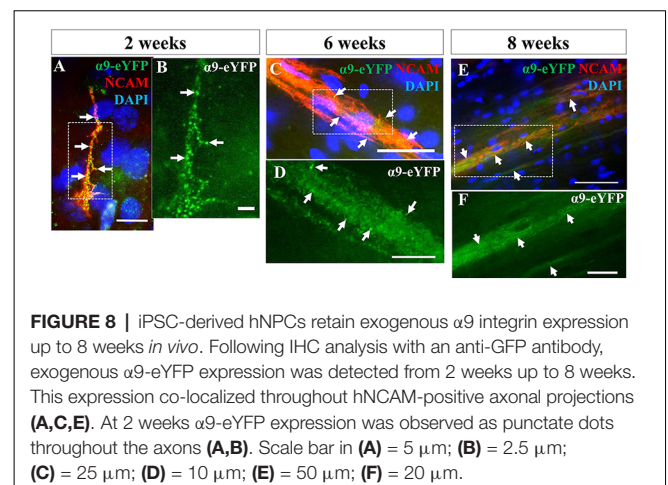 2 weeks
6 weeks
8 weeks
A
α9-eYFP
NCAM
DAPI
B
α9-eYFP
C
α9-eYFP NCAM
DAPI
D
α9-eYFP
E
α9-eYFP NCAM
DAPI
F
α9-eYFP
FIGURE 8 | iPSC-derived hNPCs retain exogenous α9 integrin expression
up to 8 weeks in vivo. Following IHC analysis with an anti-GFP antibody,
exogenous α9-eYFP expression was detected from 2 weeks up to 8 weeks.
This expression co-localized throughout hNCAM-positive axonal projections
(A,C,E). At 2 weeks α9-eYFP expression was observed as punctate dots
throughout the axons (A,B). Scale bar in (A) = 5 μm; (B) = 2.5 μm;
(C) = 25 μm; (D) = 10 μm; (E) = 50 μm; (F) = 20 μm.